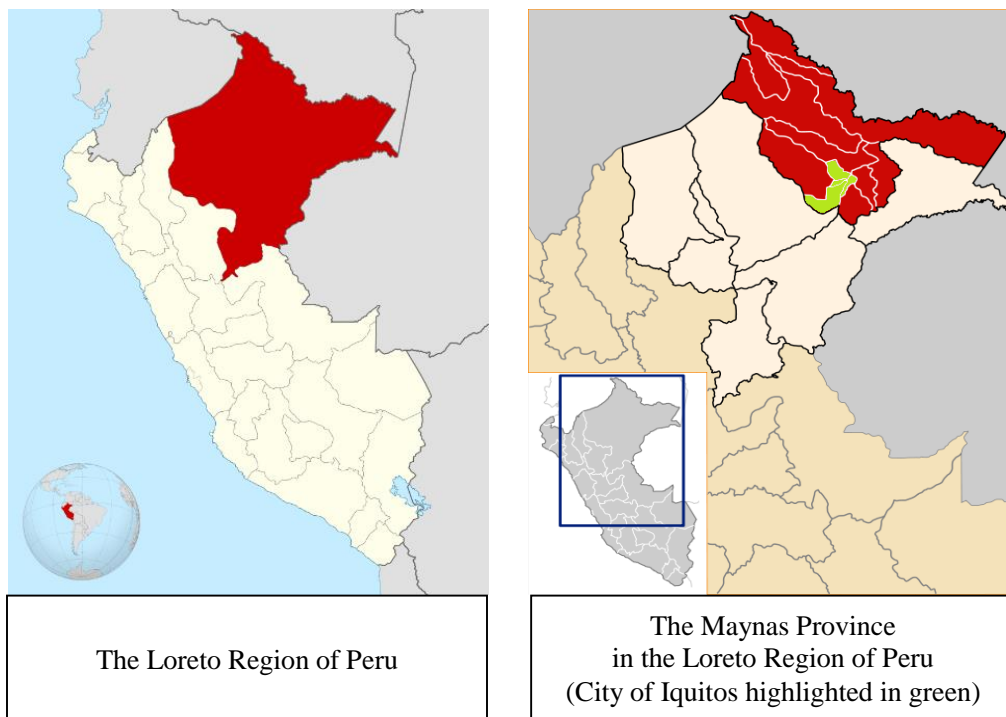 The Loreto Region of Peru
The Maynas Province
in the Loreto Region of Peru
(City of Iquitos highlighted in green)